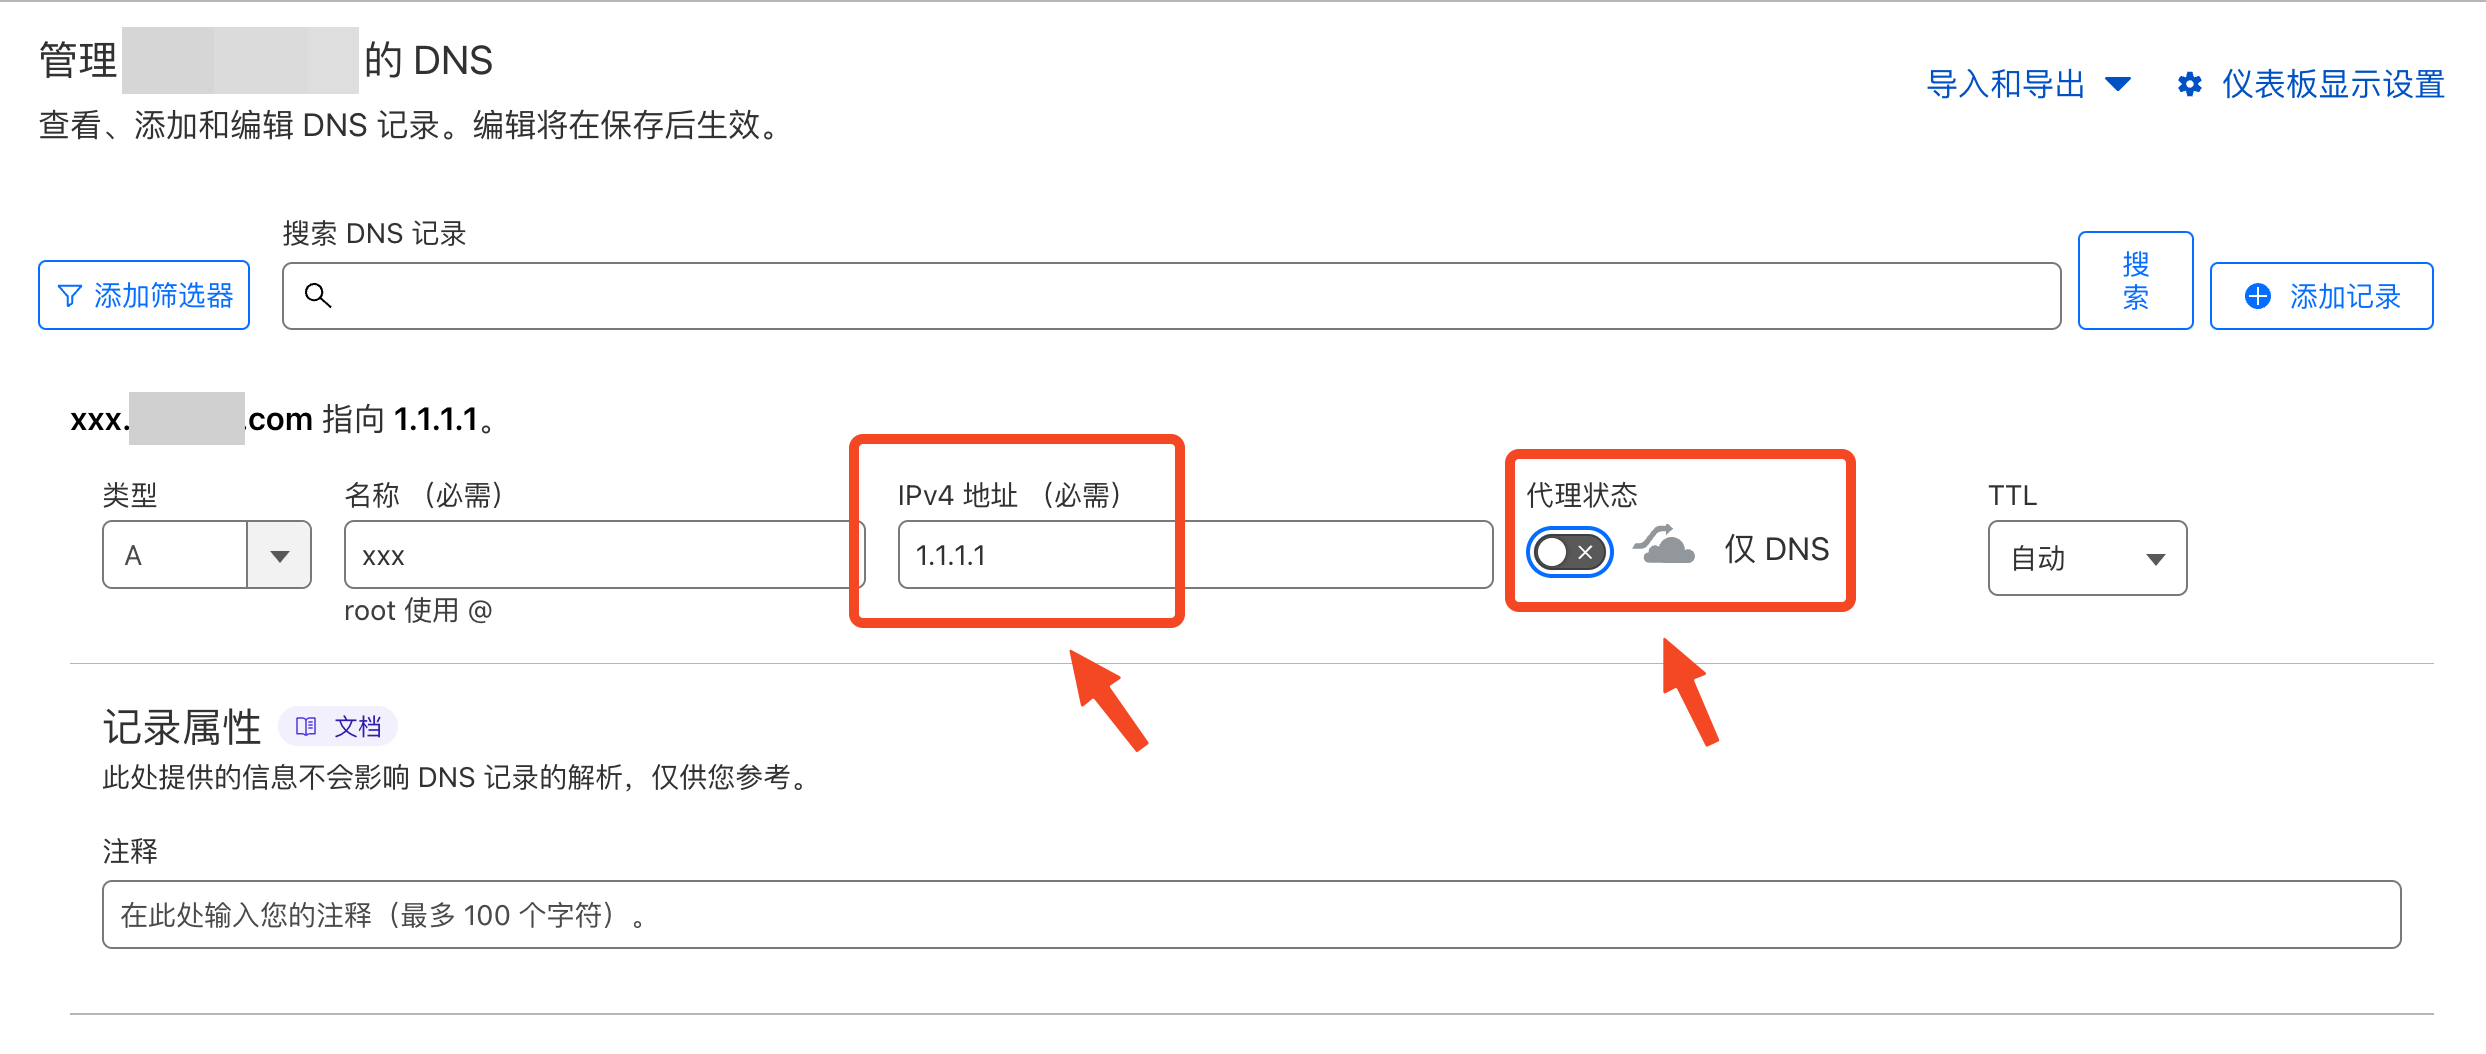 管理 的 DNS
查看、添加和编辑 DNS 记录。编辑将在保存后生效。
导入和导出
仪表板显示设置
搜索 DNS 记录
添加筛选器
搜
索
添加记录
xxx. .com 指向 1.1.1.1。
类型
名称 （必需）
IPv4 地址 （必需）
代理状态
TTL
A
xxx
1.1.1.1
仅 DNS
自动
root 使用 @
记录属性
文档
此处提供的信息不会影响 DNS 记录的解析，仅供您参考。
注释
在此处输入您的注释（最多 100 个字符）。